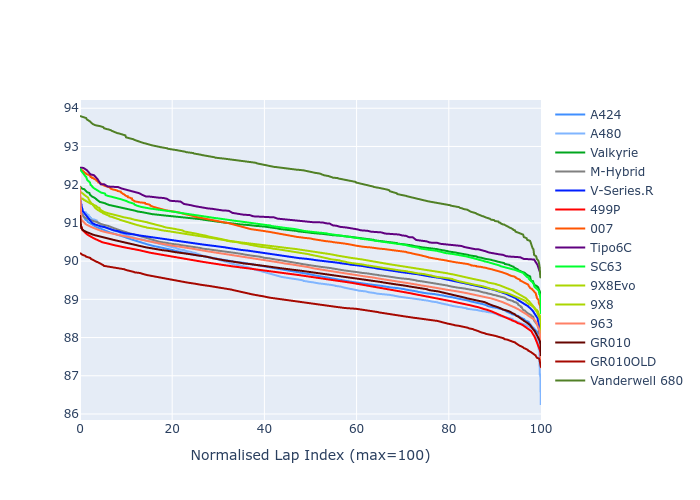 94
93
92
91
90
89
88
87
86
0 20 40 60 80 100
Normalised Lap Index (max=100)
A424
A480
Valkyrie
M-Hybrid
V-Series.R
499P
007
Tipo6C
SC63
9X8Evo
9X8
963
GR010
GR010OLD
Vanderwell 680